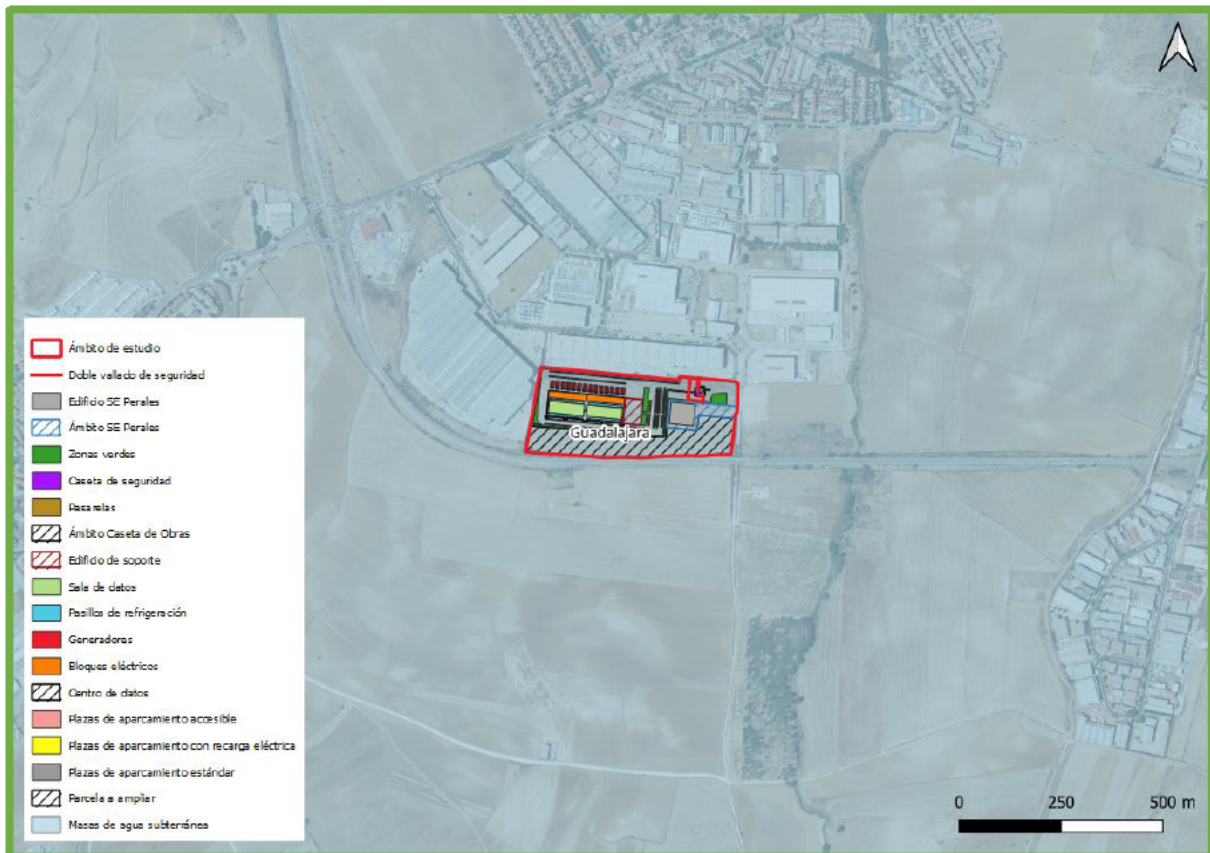 Ámbito de estudio
Doble vallado de seguridad
Edificio SE Perales
Ámbito SE Perales
Zonas verdes
Caseta de seguridad
Pasarelas
Ámbito Caseta de Obras
Edificio de soporte
Sala de datos
Pasillos de refrigeración
Generadores
Bloques eléctricos
Centro de datos
Plazas de aparcamiento accesible
Plazas de aparcamiento con recarga eléctrica
Plazas de aparcamiento estándar
Parcela a ampliar
Masas de agua subterránea
Guadalajara
0 250 500 m